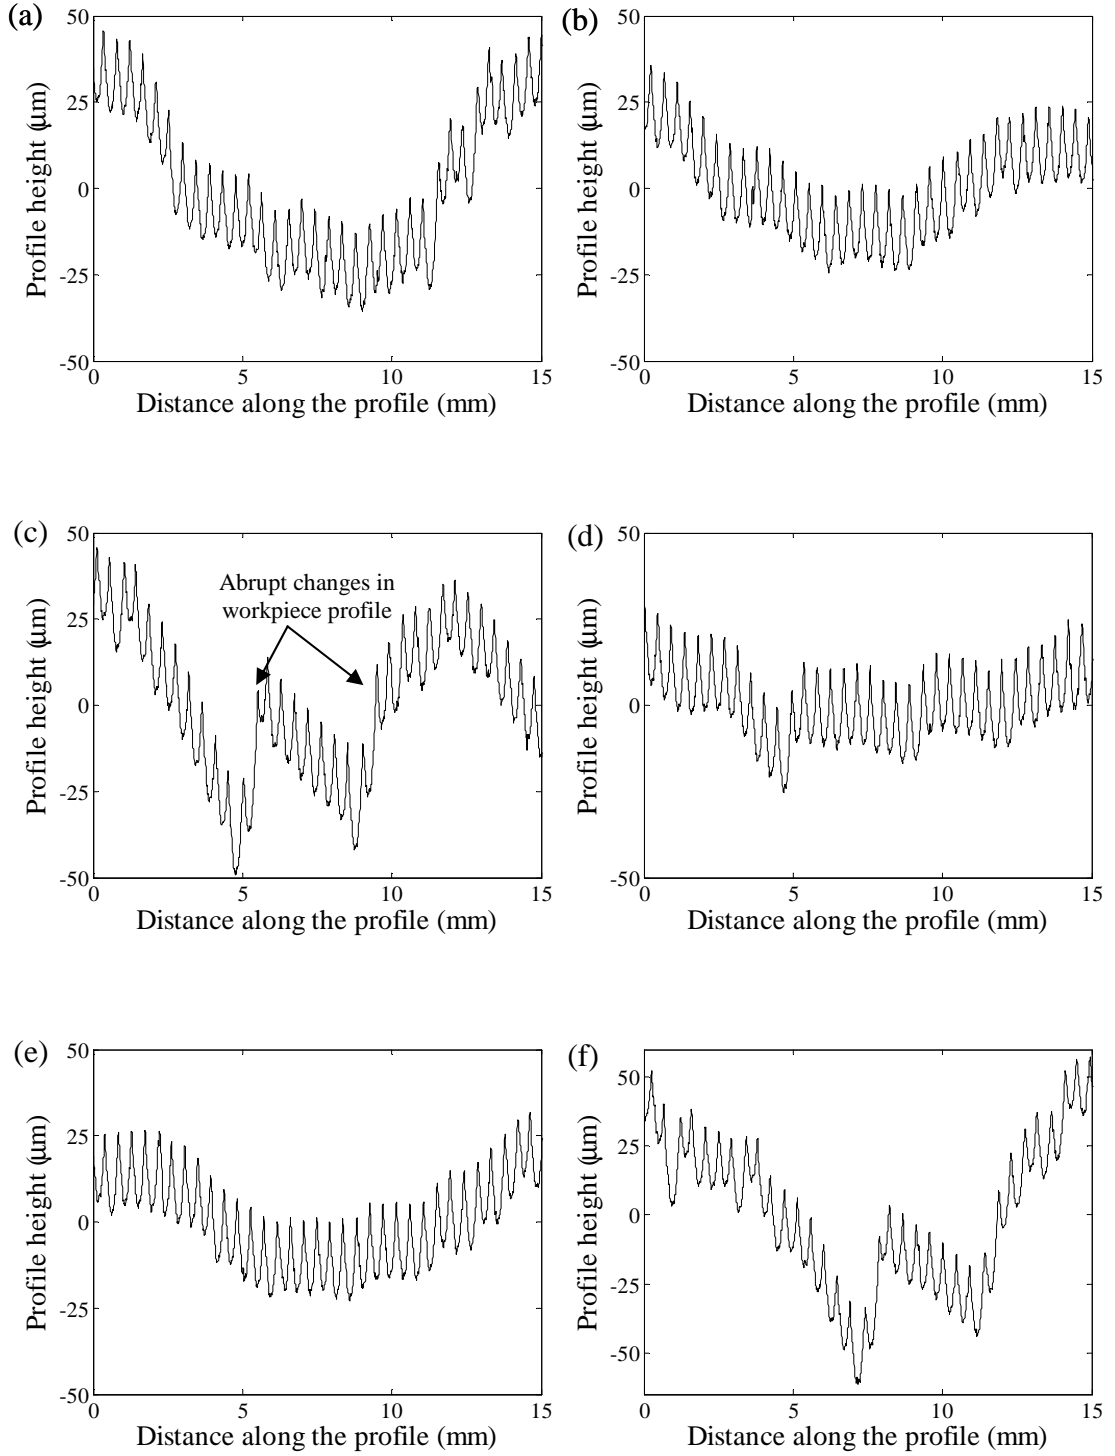 (a)
50
25
0
-25
-50
Profile height (μm)
0 5 10 15
Distance along the profile (mm)
(b)
50
25
0
-25
-50
Profile height (μm)
0 5 10 15
Distance along the profile (mm)
(c)
50
25
0
-25
-50
Profile height (μm)
Abrupt changes in
workpiece profile
0 5 10 15
Distance along the profile (mm)
(d)
50
25
0
-25
-50
Profile height (μm)
0 5 10 15
Distance along the profile (mm)
(e)
50
25
0
-25
-50
Profile height (μm)
0 5 10 15
Distance along the profile (mm)
(f)
50
25
0
-25
-50
Profile height (μm)
0 5 10 15
Distance along the profile (mm)